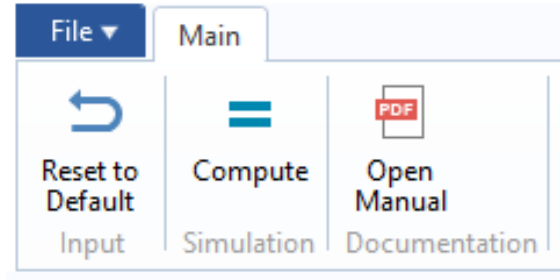 File Main
PDF
Reset to Default
Compute
Open Manual
Input Simulation Documentation